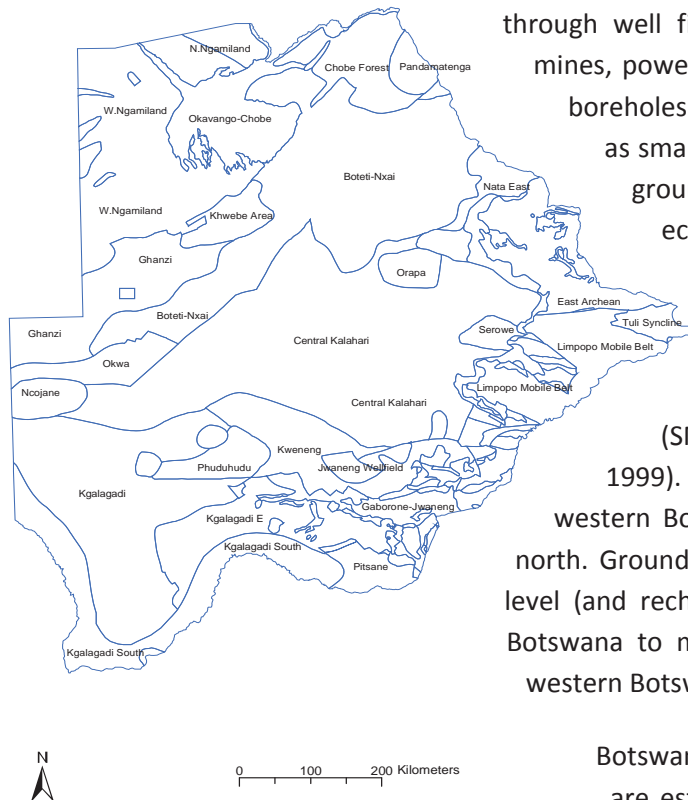 through well f
mines, powe
boreholes
as sma
grou
ec
N.Ngamiland
Chobe Forest
Pandamatenga
W.Ngamiland
Okavango-Chobe
Boteti-Nxai
Nata East
W.Ngamiland
Khwebe Area
Ghanzi
Orapa
East Archean
Boteti-Nxai
Tuli Syncline
Serowe
Ghanzi
Central Kalahari
Limpopo Mobile Belt
Okwa
Limpopo Mobile Belt
Ncojane
Central Kalahari
Kweneng
Phuduhudu
Jwaneng Wellfield
Kgalagadi
Gaborone-Jwaneng
Kgalagadi E
Kgalagadi South
Pitsane
Kgalagadi South
1999).
western Bo
north. Ground
level (and rech
Botswana to m
western Botsw
Botswan
are est
N
0 100 200 Kilometers